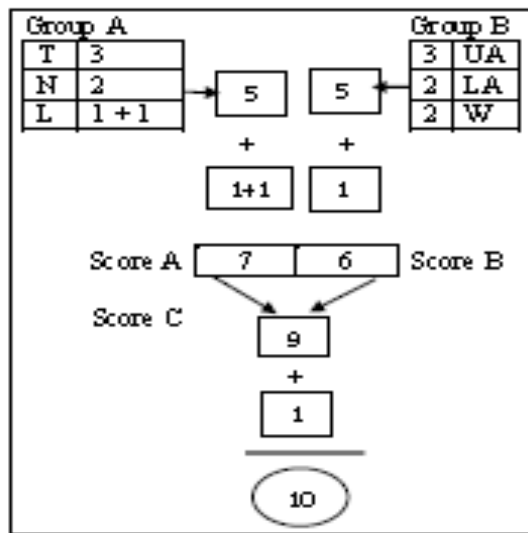 Group A Group B
T 3 3 UA
N 2 5 5 2 LA
L 1 + 1 2 W
+ +
1+1 1
Score A 7 6 Score B
Score C
9
+
1
10